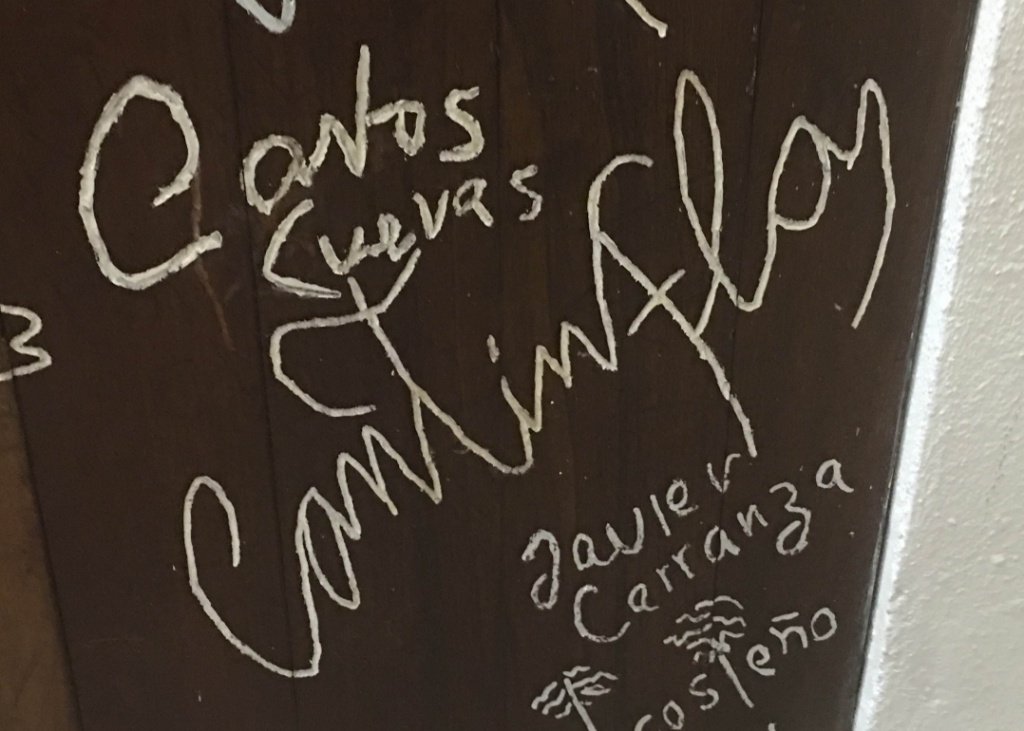 Carlos
Cuevas
Cantinflas
Javier
Carranza
Costeño